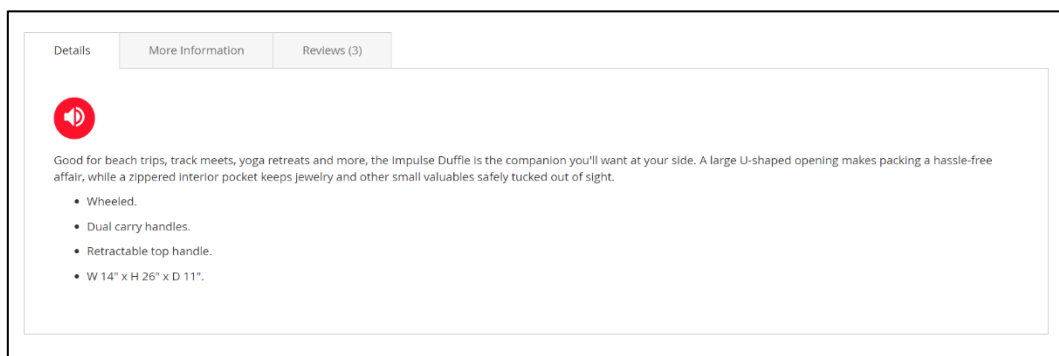 Details
More Information
Reviews (3)
Good for beach trips, track meets, yoga retreats and more, the Impulse Duffle is the companion you'll want at your side. A large U-shaped opening makes packing a hassle-free
affair, while a zippered interior pocket keeps jewelry and other small valuables safely tucked out of sight.
• Wheeled.
• Dual carry handles.
• Retractable top handle.
• W 14" x H 26" x D 11".